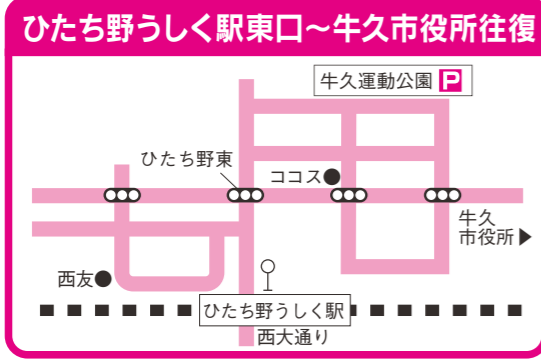 ひたち野うしく駅東口～牛久市役所往復
牛久運動公園 P
ひたち野東
ココス●
牛久
市役所▶
西友●
ひたち野うしく駅
西大通り